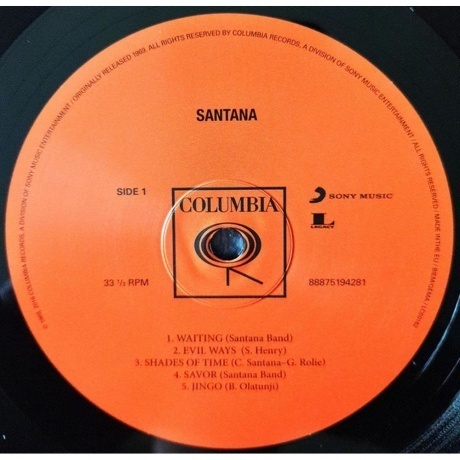 ORIGINALLY RELEASED 1969. ALL RIGHTS RESERVED BY COLUMBIA RECORDS, A DIVISION OF SONY MUSIC ENTERTAINMENT / ALL RIGHTS RESERVED / MADE IN THE EU / BIEM/GEMA / LC00162
COLUMBIA RECORDS, A DIVISION OF SONY MUSIC ENTERTAINMENT /
SANTANA
SIDE 1
COLUMBIA
SONY MUSIC
L
LEGACY
33 1/3 RPM
88875194281
1. WAITING (Santana Band)
2. EVIL WAYS (S. Henry)
3. SHADES OF TIME (C. Santana–G. Rolie)
4. SAVOR (Santana Band)
5. JINGO (B. Olatunji)